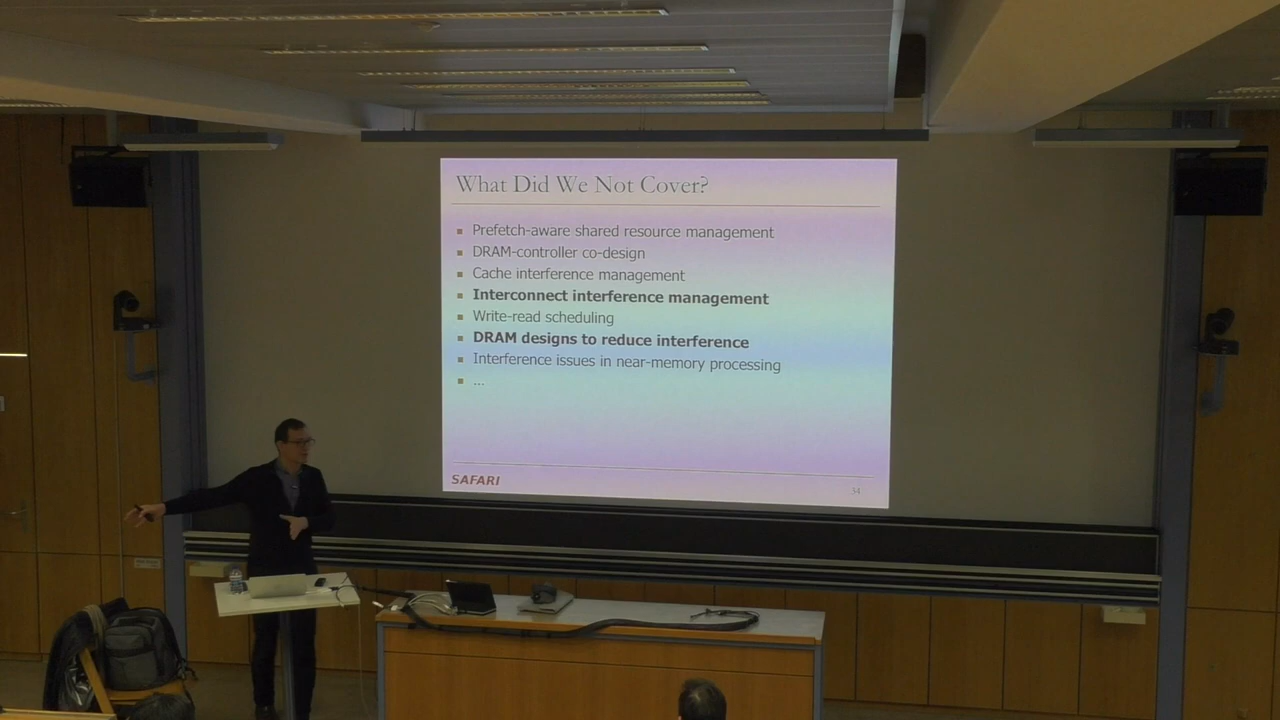 What Did We Not Cover?
Prefetch-aware shared resource management
DRAM-controller co-design
Cache interference management
Interconnect interference management
Write-read scheduling
DRAM designs to reduce interference
Interference issues in near-memory processing
...
SAFARI